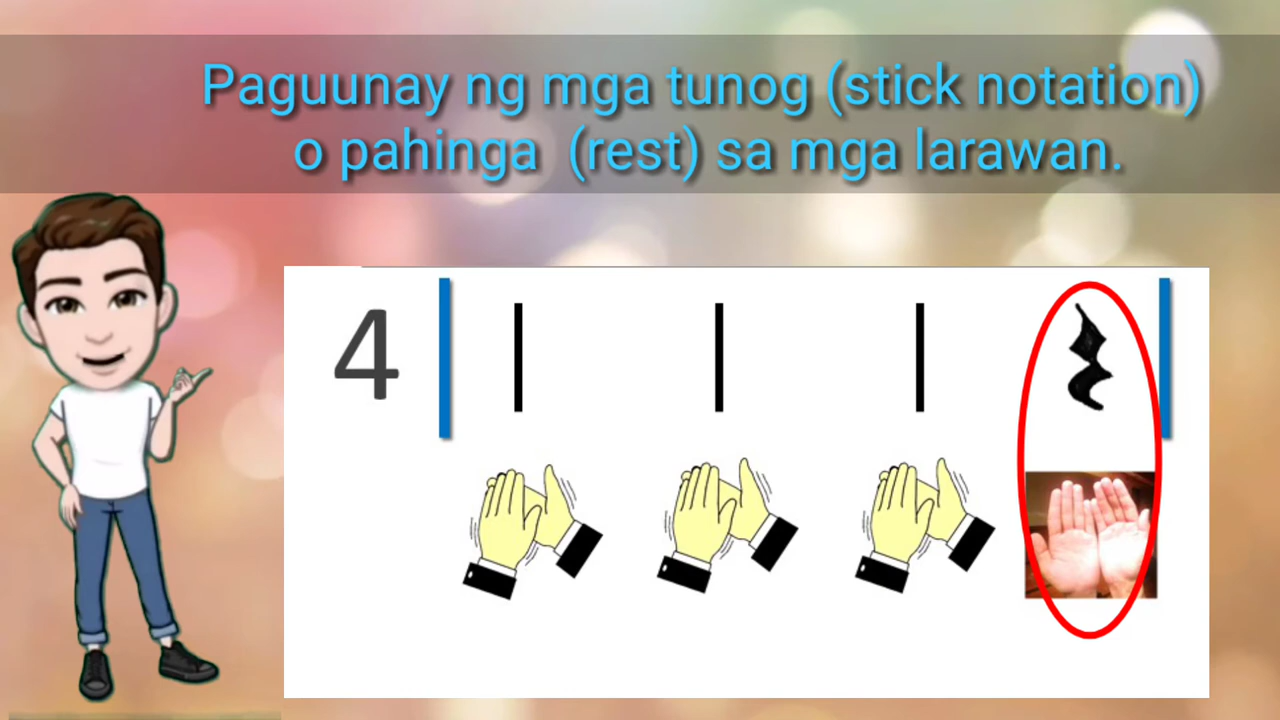 Paguunay ng mga tunog (stick notation)
o pahinga (rest) sa mga larawan.
4